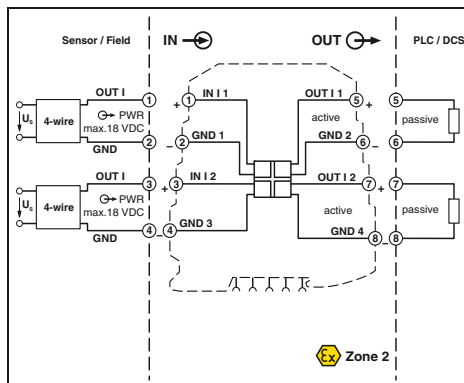 Sensor / Field
IN
OUT
PLC / DCS
OUT I
1
1
IN I 1
OUT I 1
5
5
+
+
Us
4-wire
PWR
max.18 VDC
active
passive
GND
2
2
GND 1
GND 2
6
6
–
–
OUT I
3
3
IN I 2
OUT I 2
7
7
+
+
Us
4-wire
PWR
max.18 VDC
active
passive
GND
4
4
GND 3
GND 4
8
8
–
–
Ex Zone 2